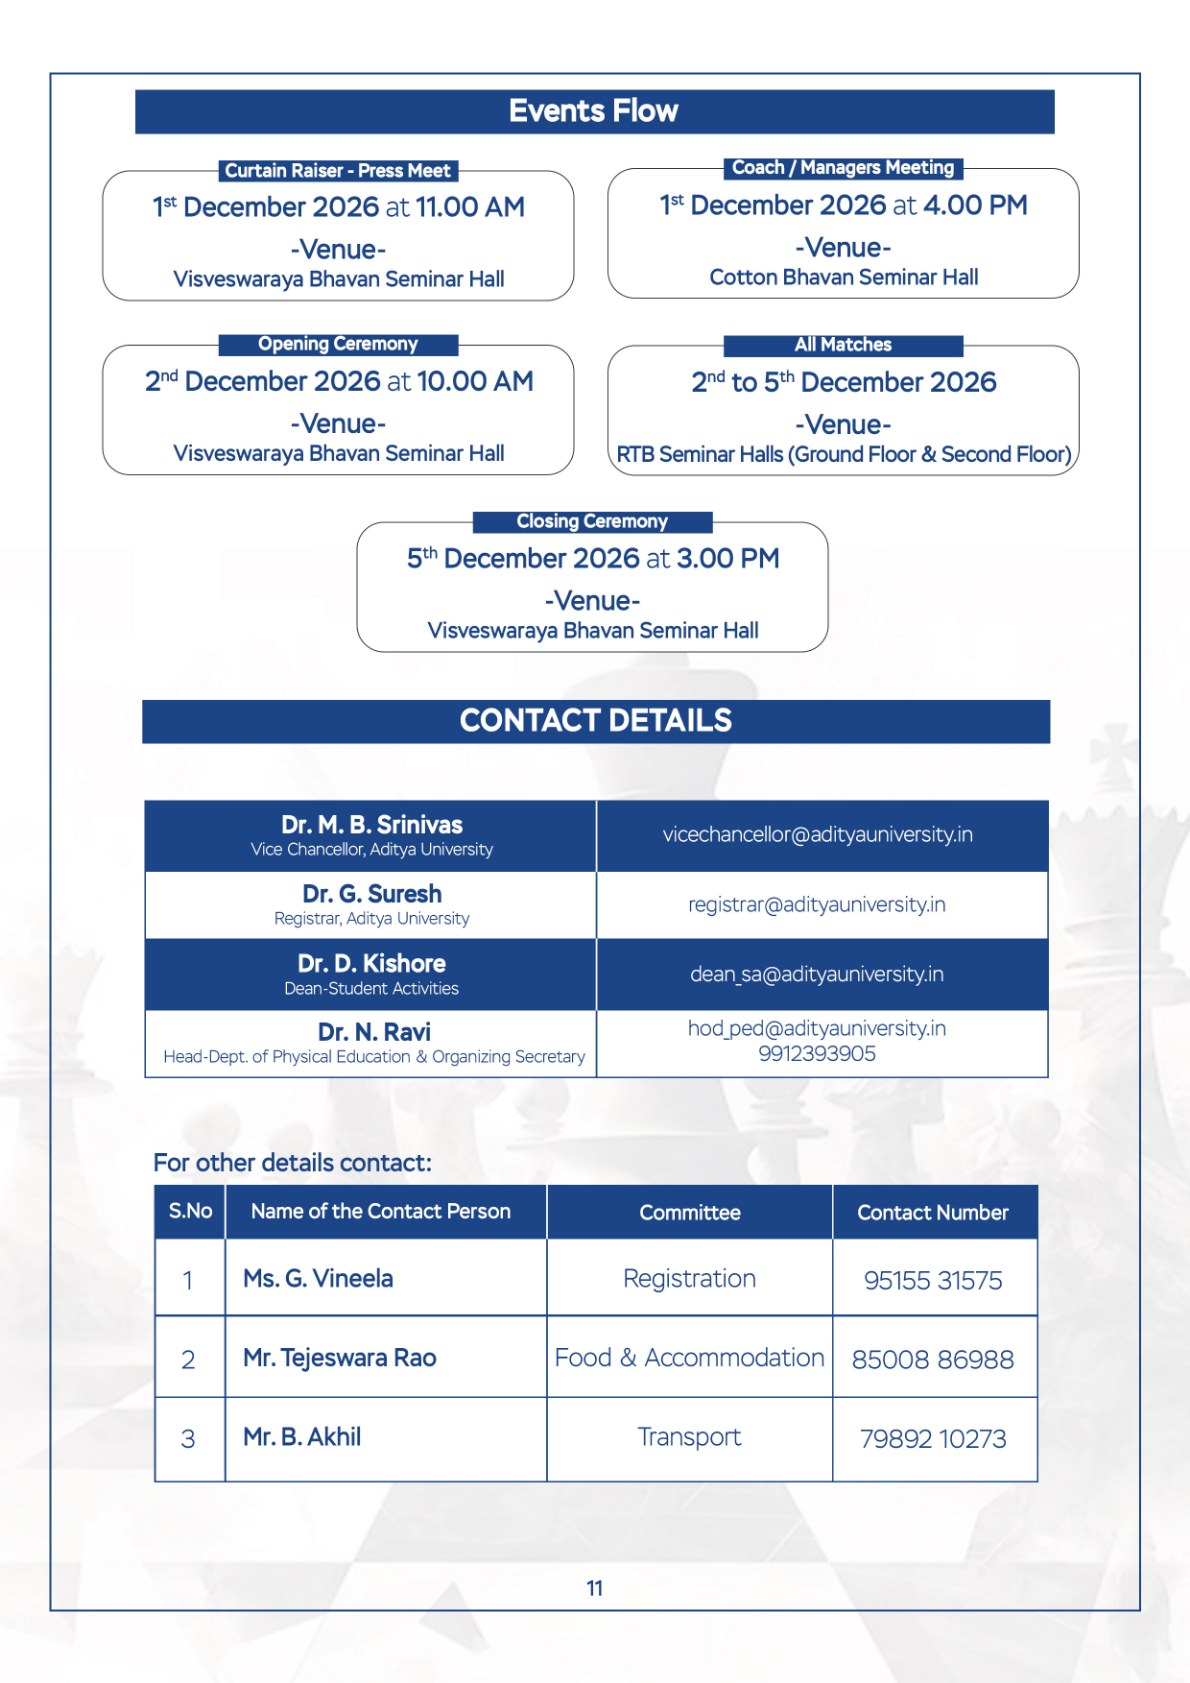 Events Flow
Curtain Raiser - Press Meet
1st December 2026 at 11.00 AM
-Venue-
Visveswaraya Bhavan Seminar Hall
Coach / Managers Meeting
1st December 2026 at 4.00 PM
-Venue-
Cotton Bhavan Seminar Hall
Opening Ceremony
2nd December 2026 at 10.00 AM
-Venue-
Visveswaraya Bhavan Seminar Hall
All Matches
2nd to 5th December 2026
-Venue-
RTB Seminar Halls (Ground Floor & Second Floor)
Closing Ceremony
5th December 2026 at 3.00 PM
-Venue-
Visveswaraya Bhavan Seminar Hall
CONTACT DETAILS
Dr. M. B. Srinivas
Vice Chancellor, Aditya University
vicechancellor@adityauniversity.in
Dr. G. Suresh
Registrar, Aditya University
registrar@adityauniversity.in
Dr. D. Kishore
Dean-Student Activities
dean_sa@adityauniversity.in
Dr. N. Ravi
Head-Dept. of Physical Education & Organizing Secretary
hod_ped@adityauniversity.in
9912393905
For other details contact:
S.No Name of the Contact Person Committee Contact Number
1 Ms. G. Vineela Registration 95155 31575
2 Mr. Tejeswara Rao Food & Accommodation 85008 86988
3 Mr. B. Akhil Transport 79892 10273
11